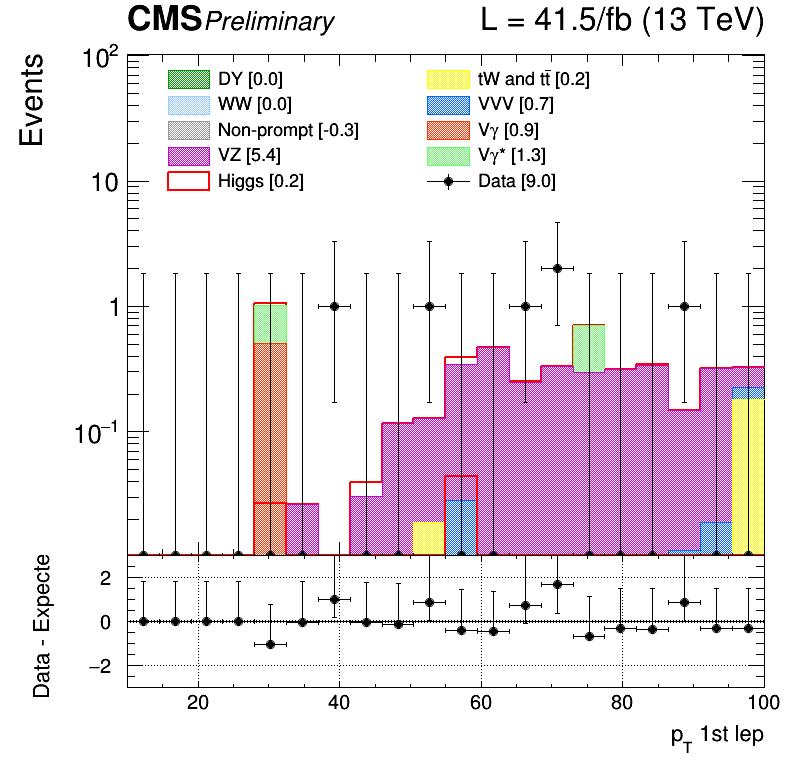 CMS Preliminary L = 41.5/fb (13 TeV)
Events
10²
10
1
10⁻¹
DY [0.0]
WW [0.0]
Non-prompt [-0.3]
VZ [5.4]
Higgs [0.2]
tW and tt̄ [0.2]
VVV [0.7]
Vγ [0.9]
Vγ* [1.3]
Data [9.0]
Data - Expecte
2
0
−2
20 40 60 80 100
p_T 1st lep